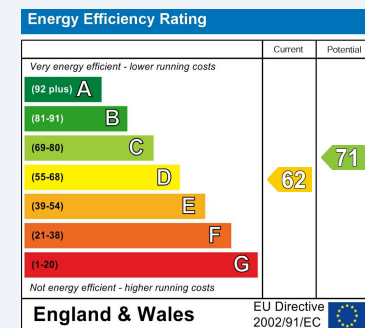 Energy Efficiency Rating
Current Potential
Very energy efficient - lower running costs
(92 plus) A
(81-91) B
(69-80) C
(55-68) D
(39-54) E
(21-38) F
(1-20) G
62
71
Not energy efficient - higher running costs
England & Wales
EU Directive
2002/91/EC